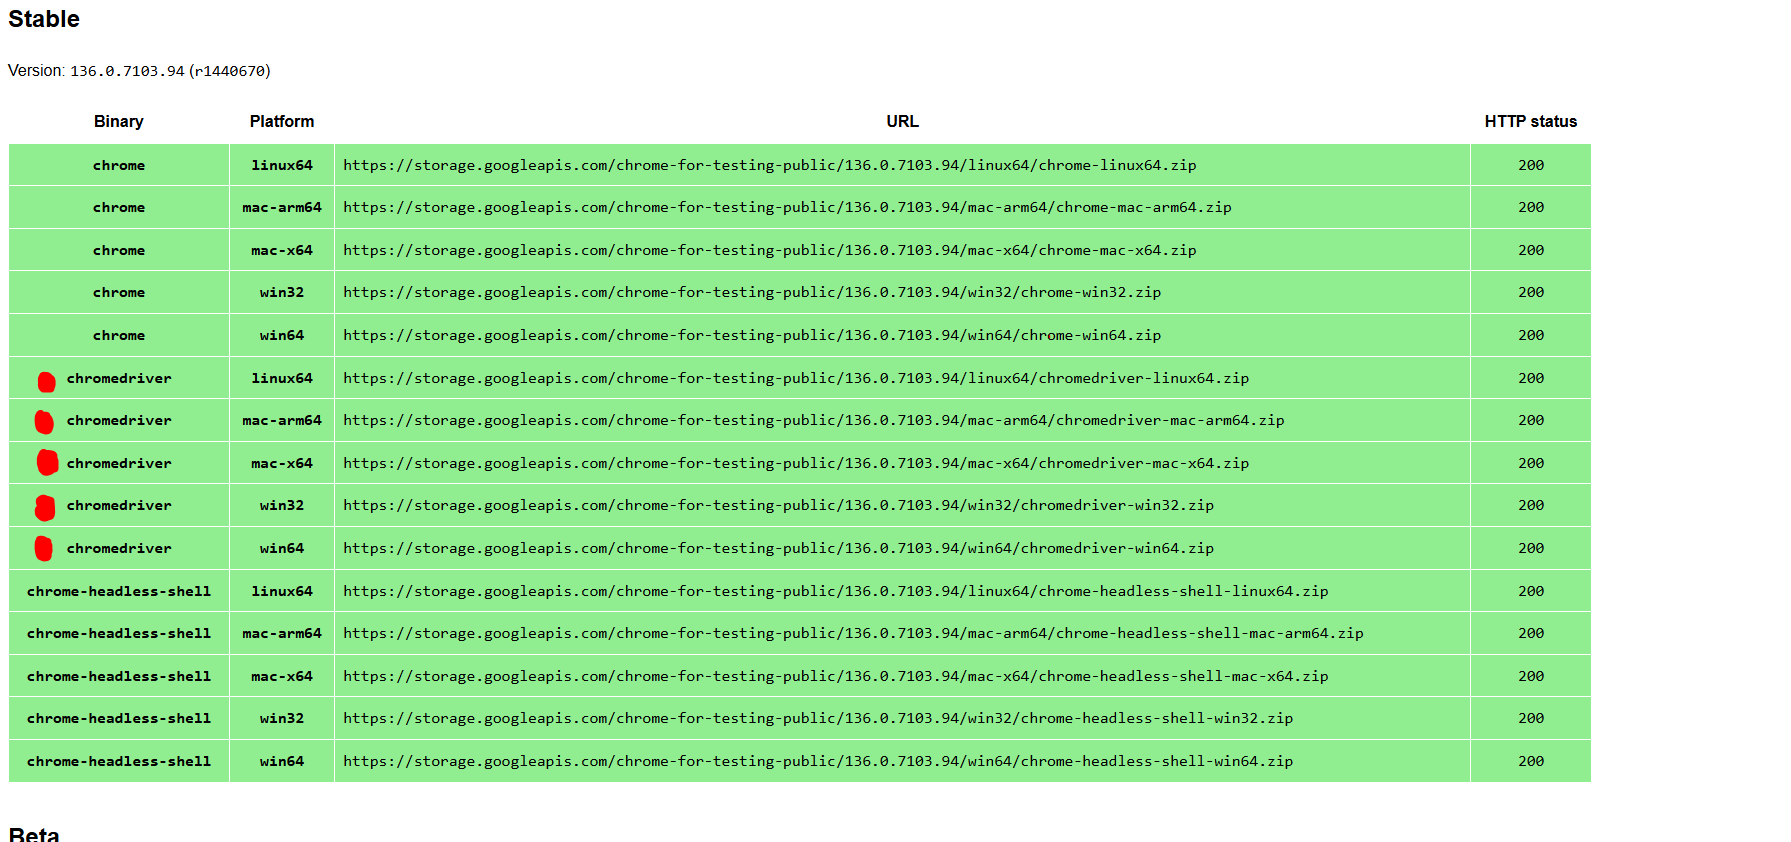 Stable
Version: 136.0.7103.94 (r1440670)
Binary Platform URL HTTP status
chrome linux64 https://storage.googleapis.com/chrome-for-testing-public/136.0.7103.94/linux64/chrome-linux64.zip 200
chrome mac-arm64 https://storage.googleapis.com/chrome-for-testing-public/136.0.7103.94/mac-arm64/chrome-mac-arm64.zip 200
chrome mac-x64 https://storage.googleapis.com/chrome-for-testing-public/136.0.7103.94/mac-x64/chrome-mac-x64.zip 200
chrome win32 https://storage.googleapis.com/chrome-for-testing-public/136.0.7103.94/win32/chrome-win32.zip 200
chrome win64 https://storage.googleapis.com/chrome-for-testing-public/136.0.7103.94/win64/chrome-win64.zip 200
chromedriver linux64 https://storage.googleapis.com/chrome-for-testing-public/136.0.7103.94/linux64/chromedriver-linux64.zip 200
chromedriver mac-arm64 https://storage.googleapis.com/chrome-for-testing-public/136.0.7103.94/mac-arm64/chromedriver-mac-arm64.zip 200
chromedriver mac-x64 https://storage.googleapis.com/chrome-for-testing-public/136.0.7103.94/mac-x64/chromedriver-mac-x64.zip 200
chromedriver win32 https://storage.googleapis.com/chrome-for-testing-public/136.0.7103.94/win32/chromedriver-win32.zip 200
chromedriver win64 https://storage.googleapis.com/chrome-for-testing-public/136.0.7103.94/win64/chromedriver-win64.zip 200
chrome-headless-shell linux64 https://storage.googleapis.com/chrome-for-testing-public/136.0.7103.94/linux64/chrome-headless-shell-linux64.zip 200
chrome-headless-shell mac-arm64 https://storage.googleapis.com/chrome-for-testing-public/136.0.7103.94/mac-arm64/chrome-headless-shell-mac-arm64.zip 200
chrome-headless-shell mac-x64 https://storage.googleapis.com/chrome-for-testing-public/136.0.7103.94/mac-x64/chrome-headless-shell-mac-x64.zip 200
chrome-headless-shell win32 https://storage.googleapis.com/chrome-for-testing-public/136.0.7103.94/win32/chrome-headless-shell-win32.zip 200
chrome-headless-shell win64 https://storage.googleapis.com/chrome-for-testing-public/136.0.7103.94/win64/chrome-headless-shell-win64.zip 200
Beta